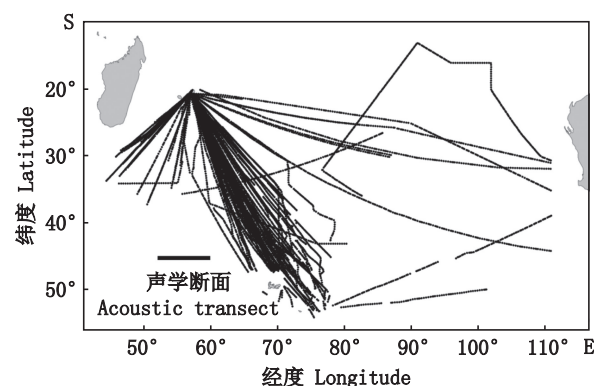 S
20°
30°
40°
50°
纬度 Latitude
声学断面
Acoustic transect
50° 60° 70° 80° 90° 100° 110° E
经度 Longitude